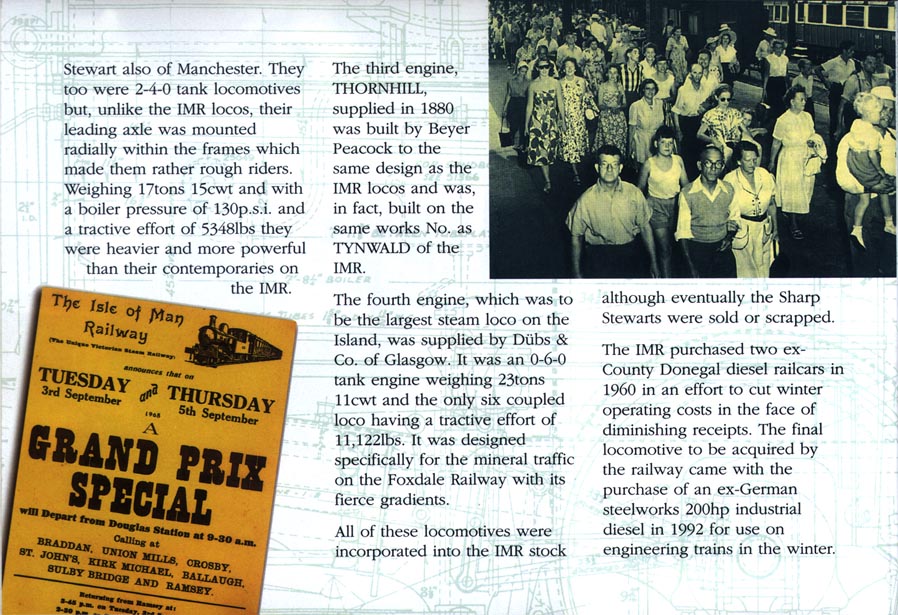 Stewart also of Manchester. They
too were 2-4-0 tank locomotives
but, unlike the IMR locos, their
leading axle was mounted
radially within the frames which
made them rather rough riders.
Weighing 17tons 15cwt and with
a boiler pressure of 130p.s.i. and
a tractive effort of 5348lbs they
were heavier and more powerful
than their contemporaries on
the IMR.
The Isle of Man
Railway
(The Unique Victorian Steam Railway)
announces that on
TUESDAY and THURSDAY
3rd September 5th September
1968
A
GRAND PRIX
SPECIAL
will Depart from Douglas Station at 9-30 a.m.
Calling at
BRADDAN, UNION MILLS, CROSBY,
ST. JOHN'S, KIRK MICHAEL, BALLAUGH,
SULBY BRIDGE AND RAMSEY.
Returning from Ramsey at:
The third engine,
THORNHILL,
supplied in 1880
was built by Beyer
Peacock to the
same design as the
IMR locos and was,
in fact, built on the
same works No. as
TYNWALD of the
IMR.
The fourth engine, which was to
be the largest steam loco on the
Island, was supplied by Dübs &
Co. of Glasgow. It was an 0-6-0
tank engine weighing 23tons
11cwt and the only six coupled
loco having a tractive effort of
11,122lbs. It was designed
specifically for the mineral traffic
on the Foxdale Railway with its
fierce gradients.
All of these locomotives were
incorporated into the IMR stock
although eventually the Sharp
Stewarts were sold or scrapped.
The IMR purchased two ex-
County Donegal diesel railcars in
1960 in an effort to cut winter
operating costs in the face of
diminishing receipts. The final
locomotive to be acquired by
the railway came with the
purchase of an ex-German
steelworks 200hp industrial
diesel in 1992 for use on
engineering trains in the winter.